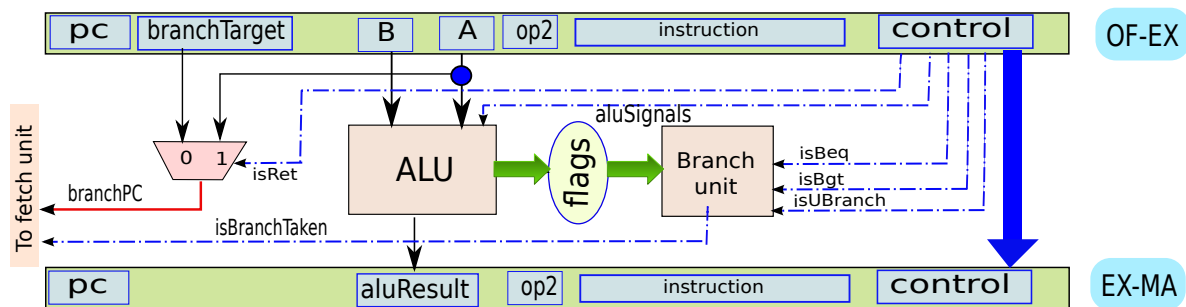 pc branchTarget B A op2 instruction control OF-EX
aluSignals
0 1 isRet ALU flags Branch isBeq
unit isBgt
isUBranch
To fetch unit
branchPC
isBranchTaken
pc aluResult op2 instruction control EX-MA